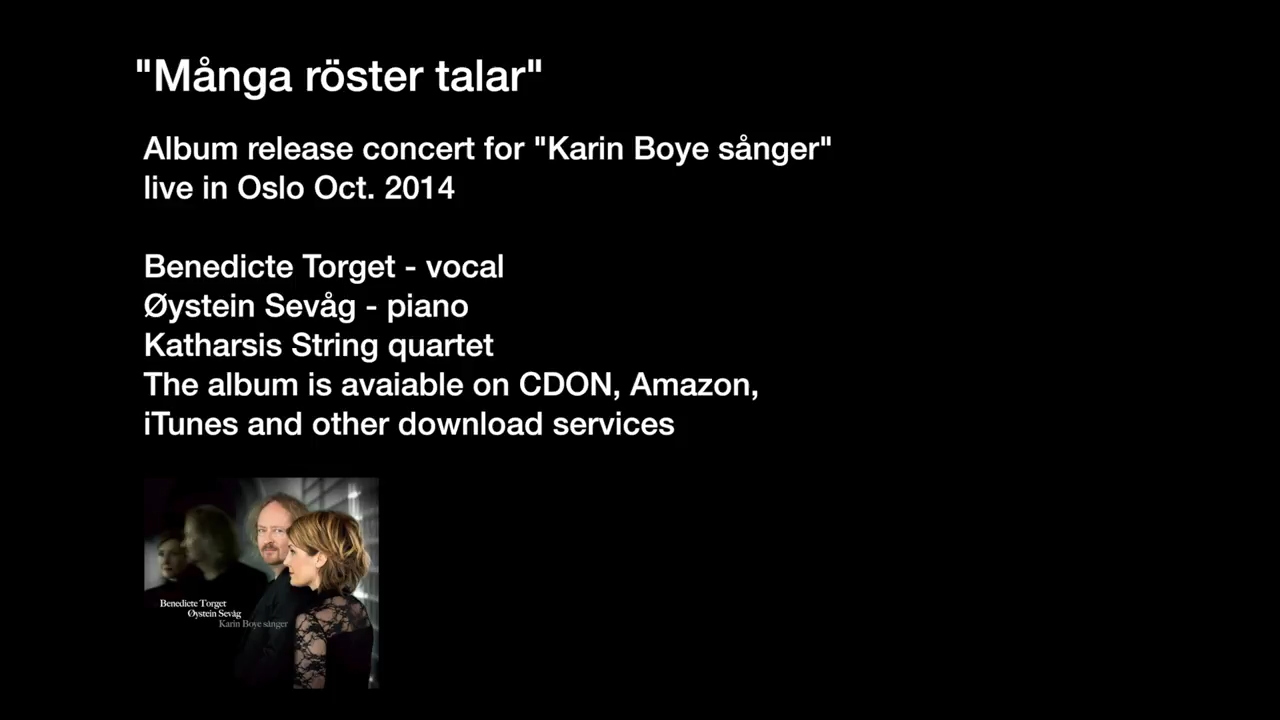 "Många röster talar"
Album release concert for "Karin Boye sånger"
live in Oslo Oct. 2014
Benedicte Torget - vocal
Øystein Sevåg - piano
Katharsis String quartet
The album is avaiable on CDON, Amazon,
iTunes and other download services
Benedicte Torget
Øystein Sevåg
Karin Boye sånger